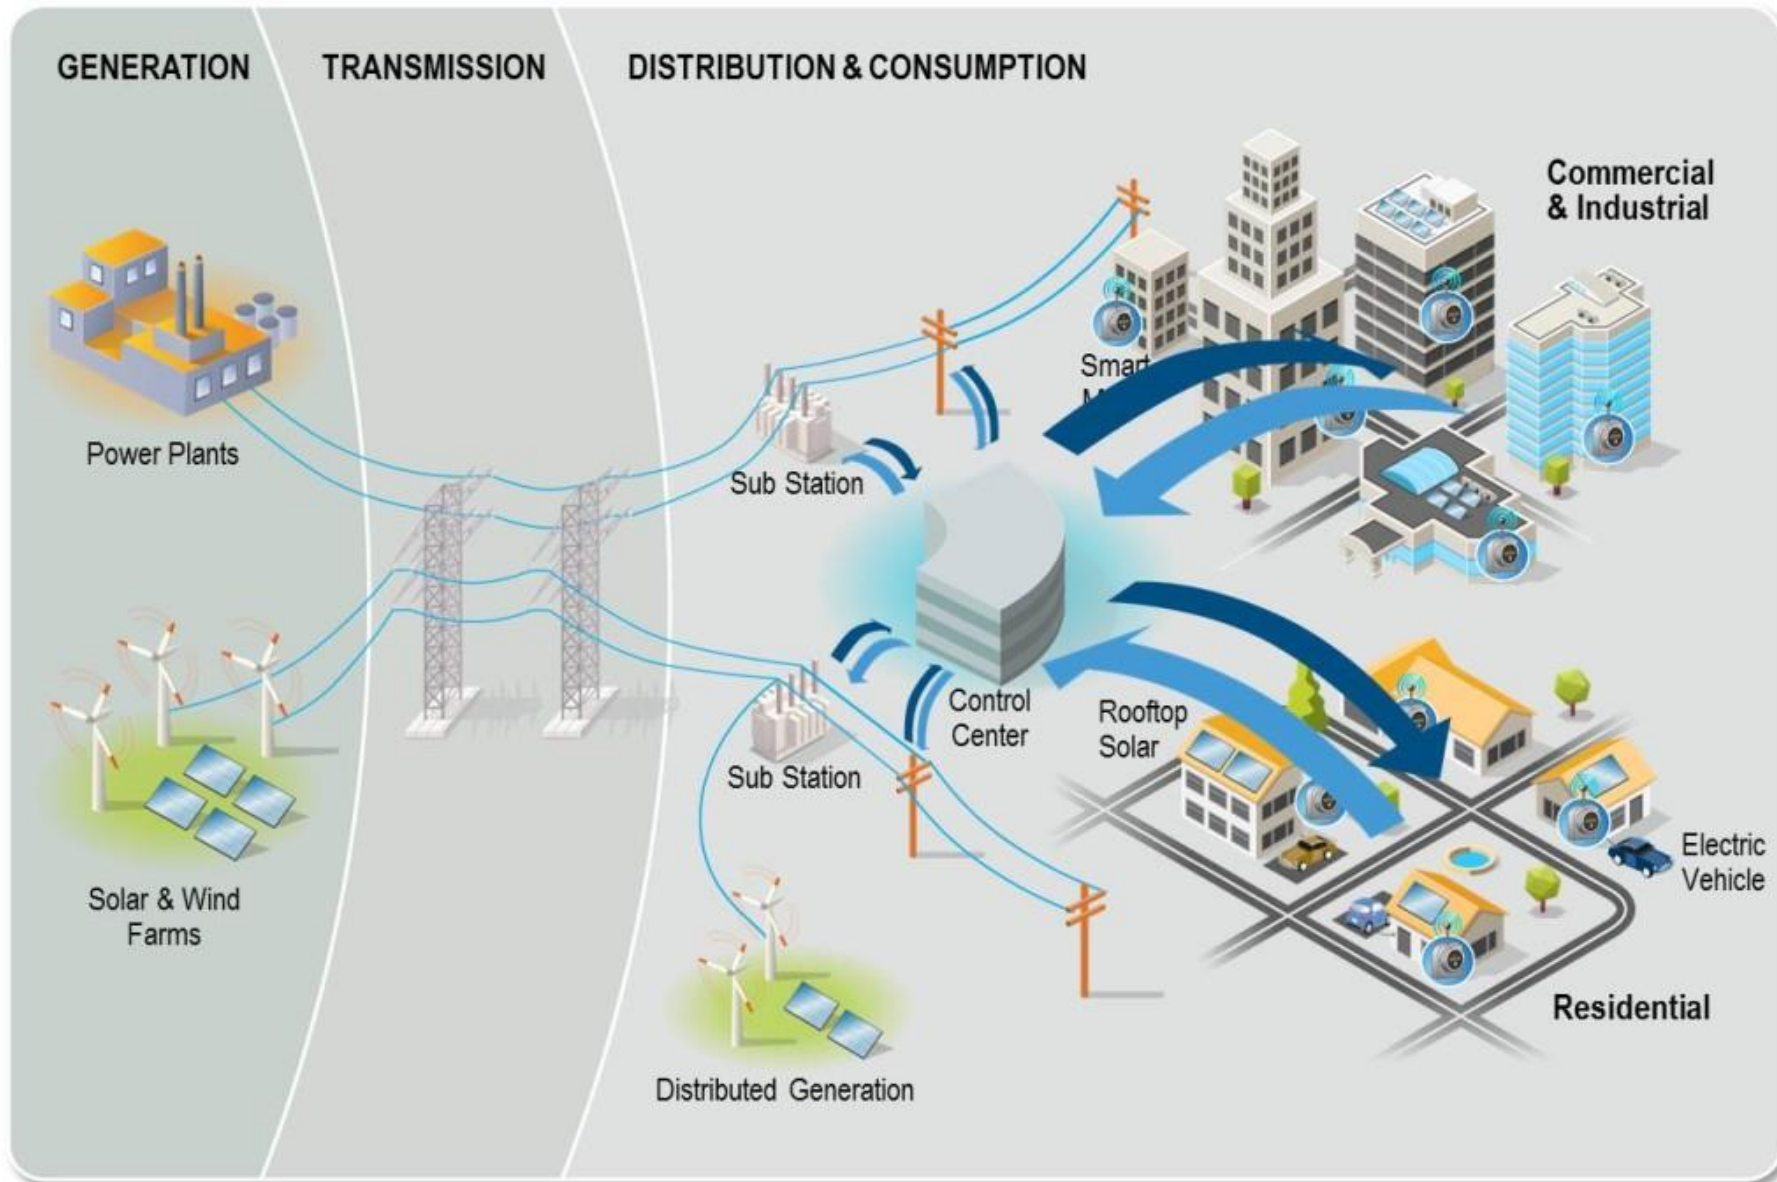 GENERATION
TRANSMISSION
DISTRIBUTION & CONSUMPTION
Commercial
& Industrial
Power Plants
Sub Station
Smart
Control
Center
Rooftop
Solar
Sub Station
Electric
Vehicle
Solar & Wind
Farms
Residential
Distributed Generation